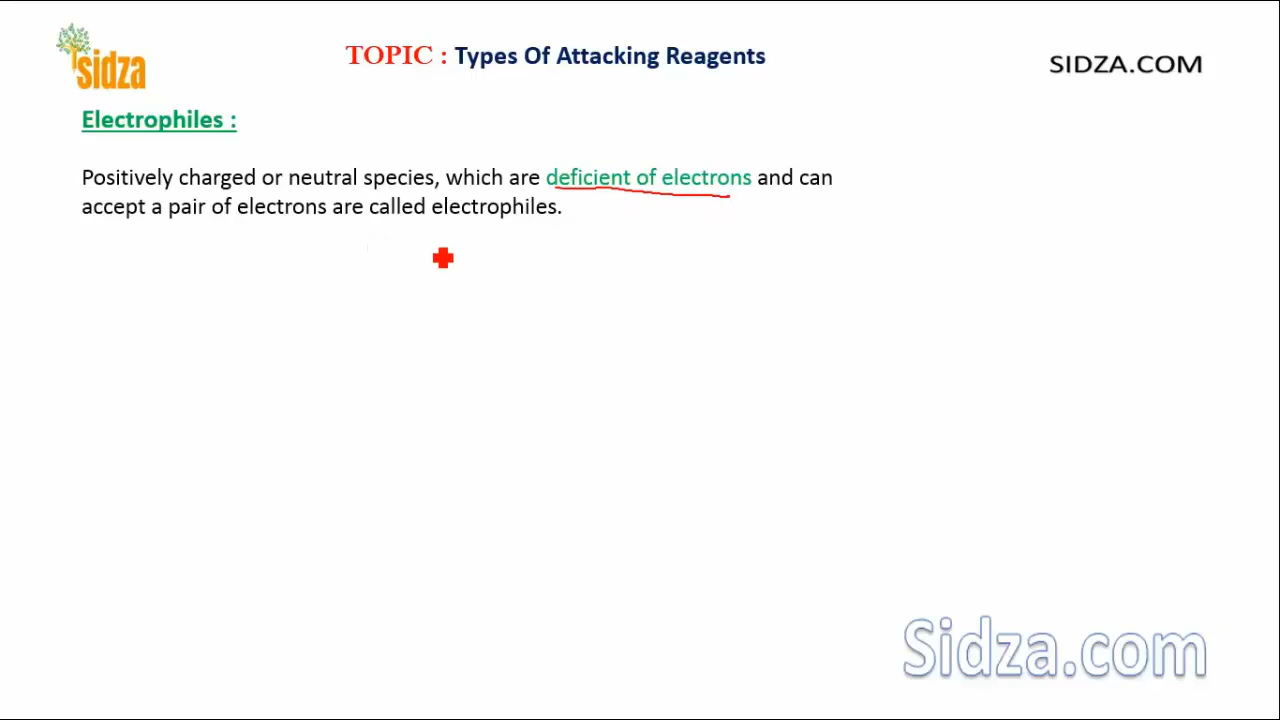 sidza
TOPIC : Types Of Attacking Reagents
SIDZA.COM
Electrophiles :
Positively charged or neutral species, which are deficient of electrons and can
accept a pair of electrons are called electrophiles.
Sidza.com